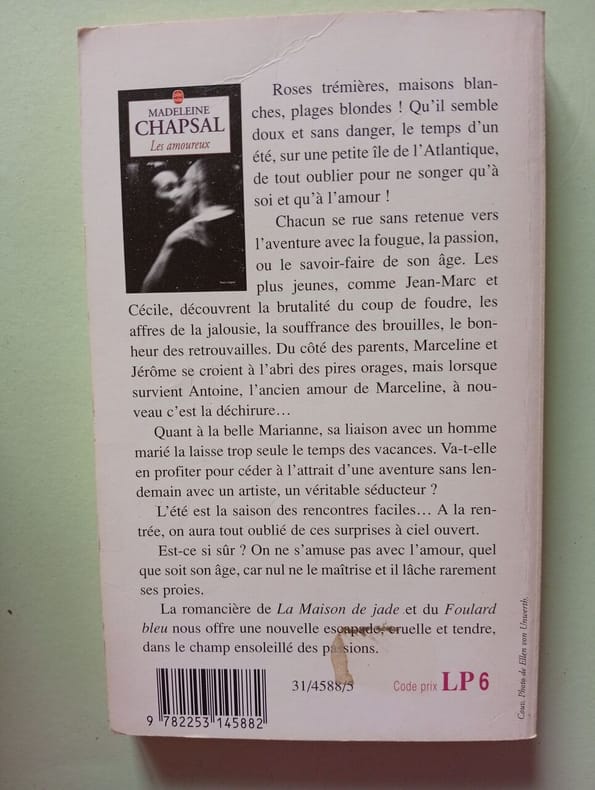 MADELEINE
CHAPSAL
Les amoureux
Roses trémières, maisons blan-
ches, plages blondes ! Qu'il semble
doux et sans danger, le temps d'un
été, sur une petite île de l'Atlantique,
de tout oublier pour ne songer qu'à
soi et qu'à l'amour !
Chacun se rue sans retenue vers
l'aventure avec la fougue, la passion,
ou le savoir-faire de son âge. Les
plus jeunes, comme Jean-Marc et
Cécile, découvrent la brutalité du coup de foudre, les
affres de la jalousie, la souffrance des brouilles, le bon-
heur des retrouvailles. Du côté des parents, Marceline et
Jérôme se croient à l'abri des pires orages, mais lorsque
survient Antoine, l'ancien amour de Marceline, à nou-
veau c'est la déchirure…
Quant à la belle Marianne, sa liaison avec un homme
marié la laisse trop seule le temps des vacances. Va-t-elle
en profiter pour céder à l'attrait d'une aventure sans len-
demain avec un artiste, un véritable séducteur ?
L'été est la saison des rencontres faciles… A la ren-
trée, on aura tout oublié de ces surprises à ciel ouvert.
Est-ce si sûr ? On ne s'amuse pas avec l'amour, quel
que soit son âge, car nul ne le maîtrise et il lâche rarement
ses proies.
La romancière de La Maison de jade et du Foulard
bleu nous offre une nouvelle escapade, cruelle et tendre,
dans le champ ensoleillé des passions.
31/4588/5
Code prix LP 6
9 782253 145882
Couv. Photo de Ellen von Unwerth.